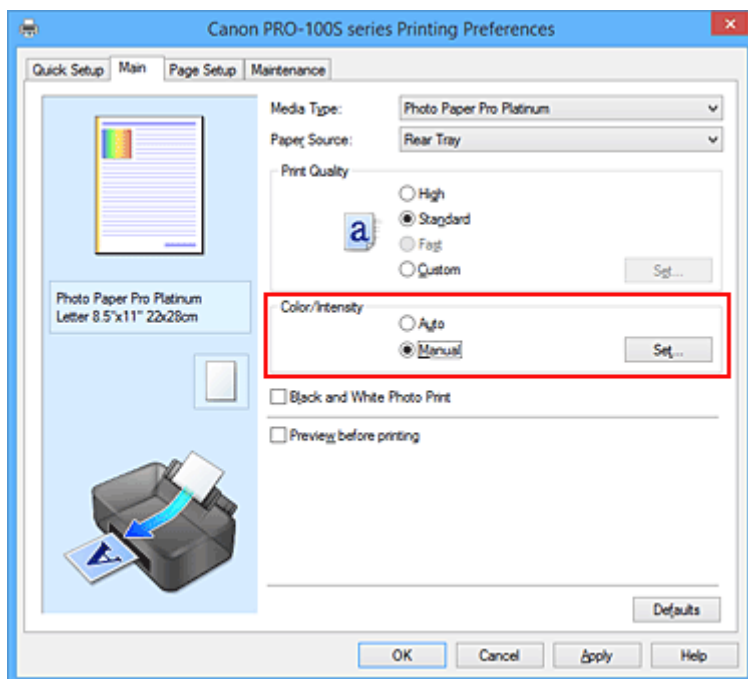 Canon PRO-100S series Printing Preferences
Quick Setup Main Page Setup Maintenance
Media Type: Photo Paper Pro Platinum
Paper Source: Rear Tray
Print Quality
High
Standard
Fast
Custom Set...
a
Photo Paper Pro Platinum
Letter 8.5"x11" 22x28cm
Color/Intensity
Auto
Manual Set...
Black and White Photo Print
Preview before printing
A
Defaults
OK Cancel Apply Help